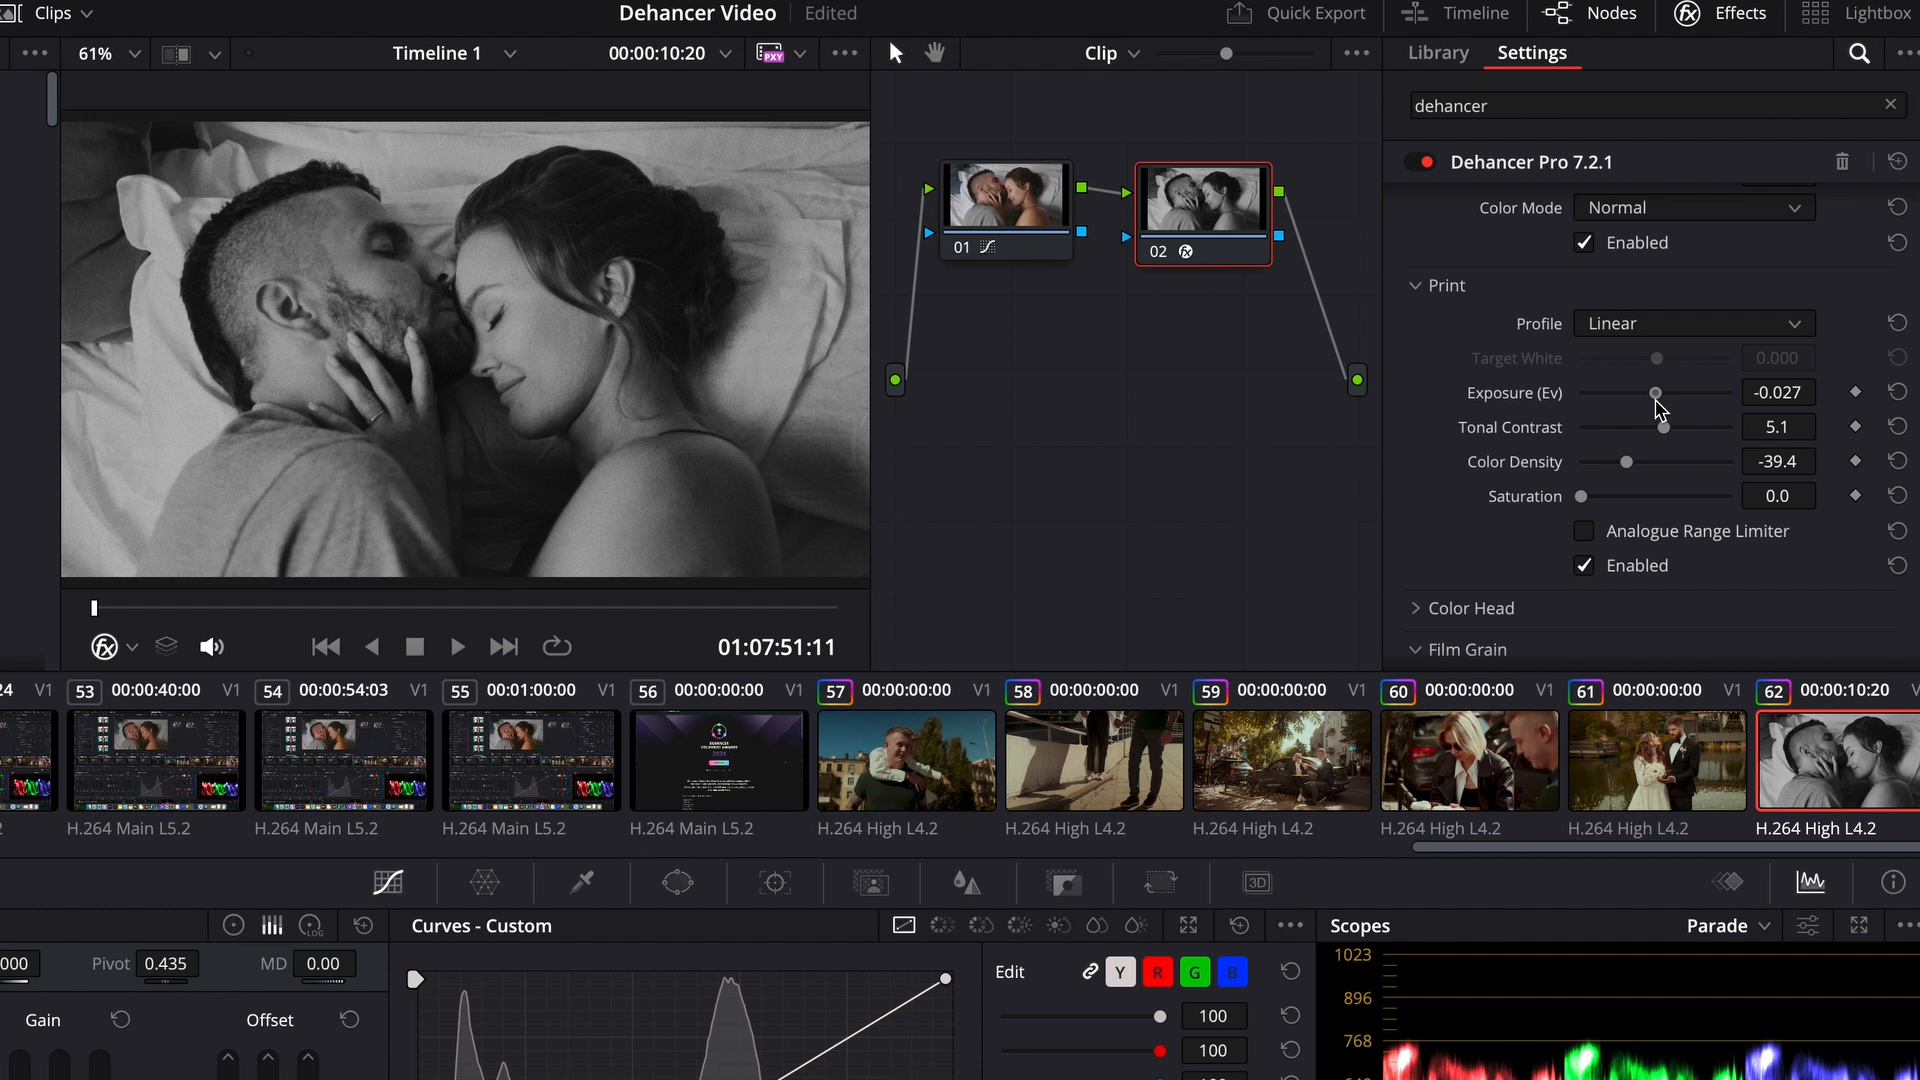 Clips
Dehancer Video
Edited
Quick Export
Timeline
Nodes
Effects
Lightbox
61%
Timeline 1
00:00:10:20
PXY
Clip
Library
Settings
dehancer
Dehancer Pro 7.2.1
Color Mode
Normal
Enabled
Print
Profile
Linear
Target White
0.000
Exposure (Ev)
-0.027
Tonal Contrast
5.1
Color Density
-39.4
Saturation
0.0
Analogue Range Limiter
Enabled
Color Head
Film Grain
01
02
01:07:51:11
24 V1
53 00:00:40:00 V1
54 00:00:54:03 V1
55 00:01:00:00 V1
56 00:00:00:00 V1
57 00:00:00:00 V1
58 00:00:00:00 V1
59 00:00:00:00 V1
60 00:00:00:00 V1
61 00:00:00:00 V1
62 00:00:10:20
H.264 Main L5.2
H.264 Main L5.2
H.264 Main L5.2
H.264 Main L5.2
H.264 High L4.2
H.264 High L4.2
H.264 High L4.2
H.264 High L4.2
H.264 High L4.2
H.264 High L4.2
3D
LOG
Curves - Custom
Scopes
Parade
000
Pivot 0.435
MD 0.00
Gain
Offset
Edit
Y R G B
100
100
1023
896
768